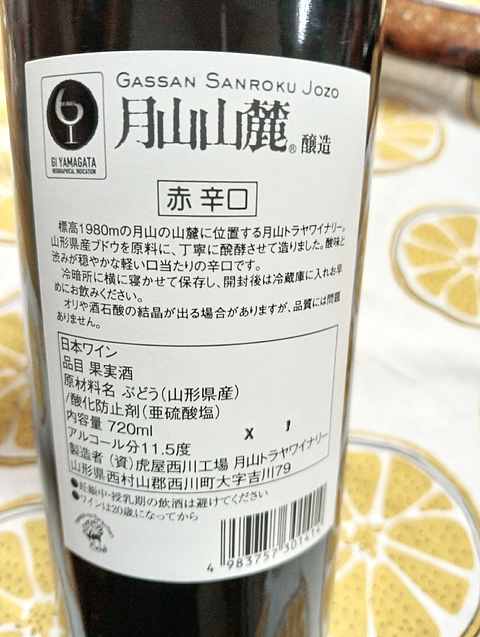 GASSAN SANROKU JOZO
月山山麓® 醸造
GI YAMAGATA
GEOGRAPHICAL INDICATION
赤 辛口
標高1980mの月山の山麓に位置する月山トラヤワイナリー。
山形県産ブドウを原料に、丁寧に醗酵させて造りました。酸味と
渋みが穏やかな軽い口当たりの辛口です。
冷暗所に横に寝かせて保存し、開封後は冷蔵庫に入れお早
めにお飲みください。
オリや酒石酸の結晶が出る場合がありますが、品質には問題
ありません。
日本ワイン
品目 果実酒
原材料名 ぶどう（山形県産）
/酸化防止剤（亜硫酸塩）
内容量 720ml
X 1
アルコール分11.5度
製造者（資）虎屋西川工場 月山トラヤワイナリー
山形県西村山郡西川町大字吉川79
●妊娠中・授乳期の飲酒は避けてください
●ワインは20歳になってから
4 983757 301414